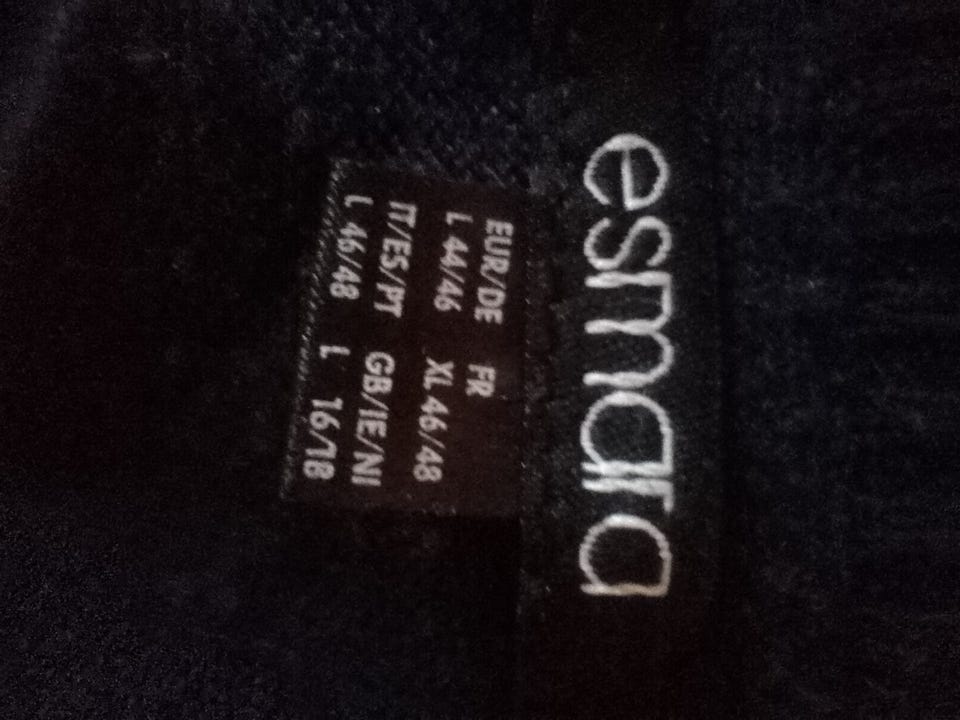 esmara
EUR/DE FR
L 44/46 XL 46/48
IT/ES/PT GB/IE/NI
L 46/48 L 16/18